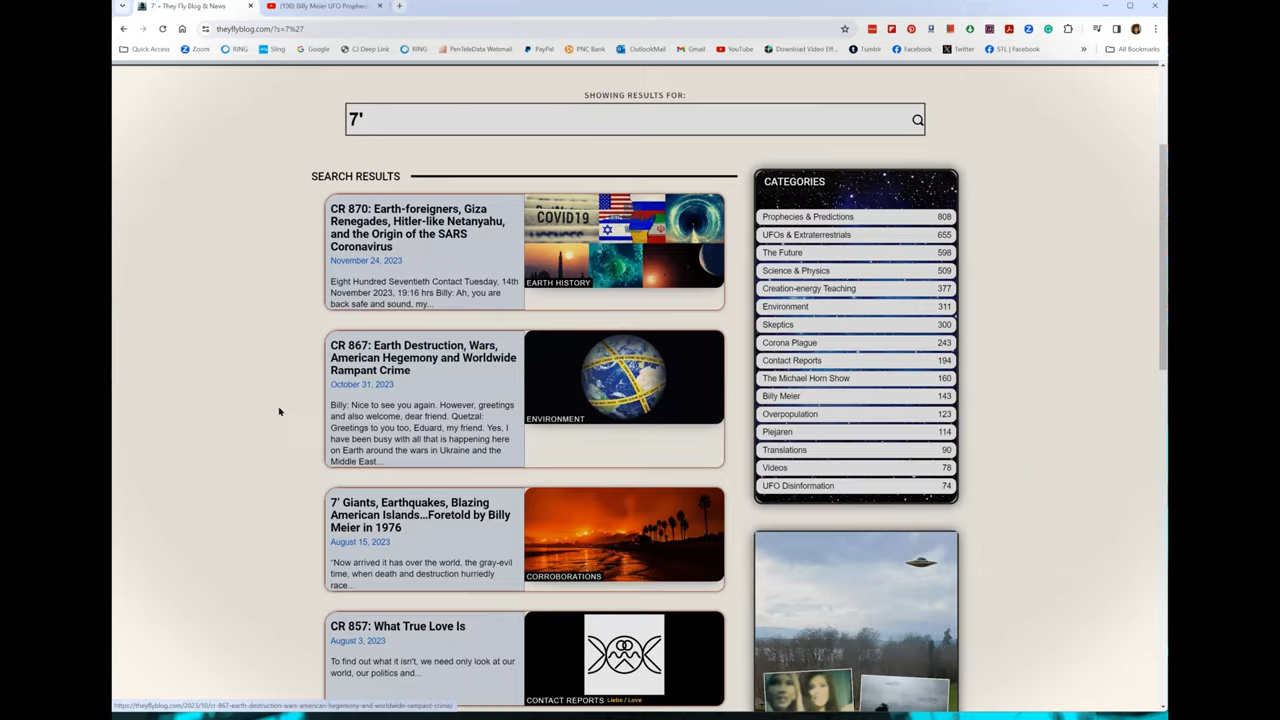 7' « They Fly Blog & News
(190) Billy Meier UFO Prophec
theyflyblog.com/?s=7%27
Quick Access
Zoom
RING
Sling
Google
CJ Deep Link
RING
PenTeleData Webmail
PayPal
PNC Bank
OutlookMail
Gmail
YouTube
Download Video Eff...
Tumblr
Facebook
Twitter
STL | Facebook
All Bookmarks
SHOWING RESULTS FOR:
7'
SEARCH RESULTS
CR 870: Earth-foreigners, Giza
Renegades, Hitler-like Netanyahu,
and the Origin of the SARS
Coronavirus
November 24, 2023
Eight Hundred Seventieth Contact Tuesday, 14th
November 2023, 19:16 hrs Billy: Ah, you are
back safe and sound, my...
COVID19
EARTH HISTORY
CR 867: Earth Destruction, Wars,
American Hegemony and Worldwide
Rampant Crime
October 31, 2023
Billy: Nice to see you again. However, greetings
and also welcome, dear friend. Quetzal:
Greetings to you too, Eduard, my friend. Yes, I
have been busy with all that is happening here
on Earth around the wars in Ukraine and the
Middle East...
ENVIRONMENT
7' Giants, Earthquakes, Blazing
American Islands…Foretold by Billy
Meier in 1976
August 15, 2023
“Now arrived it has over the world, the gray-evil
time, when death and destruction hurriedly
race...
CORROBORATIONS
CR 857: What True Love Is
August 3, 2023
To find out what it isn't, we need only look at our
world, our politics and...
CONTACT REPORTS
Liebe / Love
CATEGORIES
Prophecies & Predictions 808
UFOs & Extraterrestrials 655
The Future 598
Science & Physics 509
Creation-energy Teaching 377
Environment 311
Skeptics 300
Corona Plague 243
Contact Reports 194
The Michael Horn Show 160
Billy Meier 143
Overpopulation 123
Plejaren 114
Translations 90
Videos 78
UFO Disinformation 74
https://theyflyblog.com/2023/10/cr-867-earth-destruction-wars-american-hegemony-and-worldwide-rampant-crime/